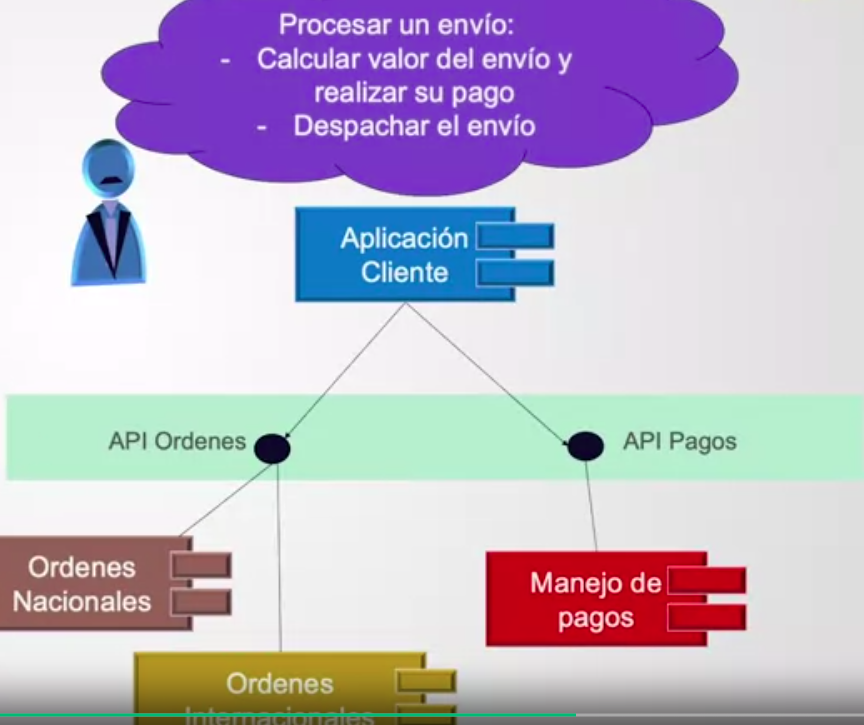 Procesar un envío:
- Calcular valor del envío y
realizar su pago
- Despachar el envío
Aplicación
Cliente
API Ordenes
API Pagos
Ordenes
Nacionales
Manejo de
pagos
Ordenes
Internacionales